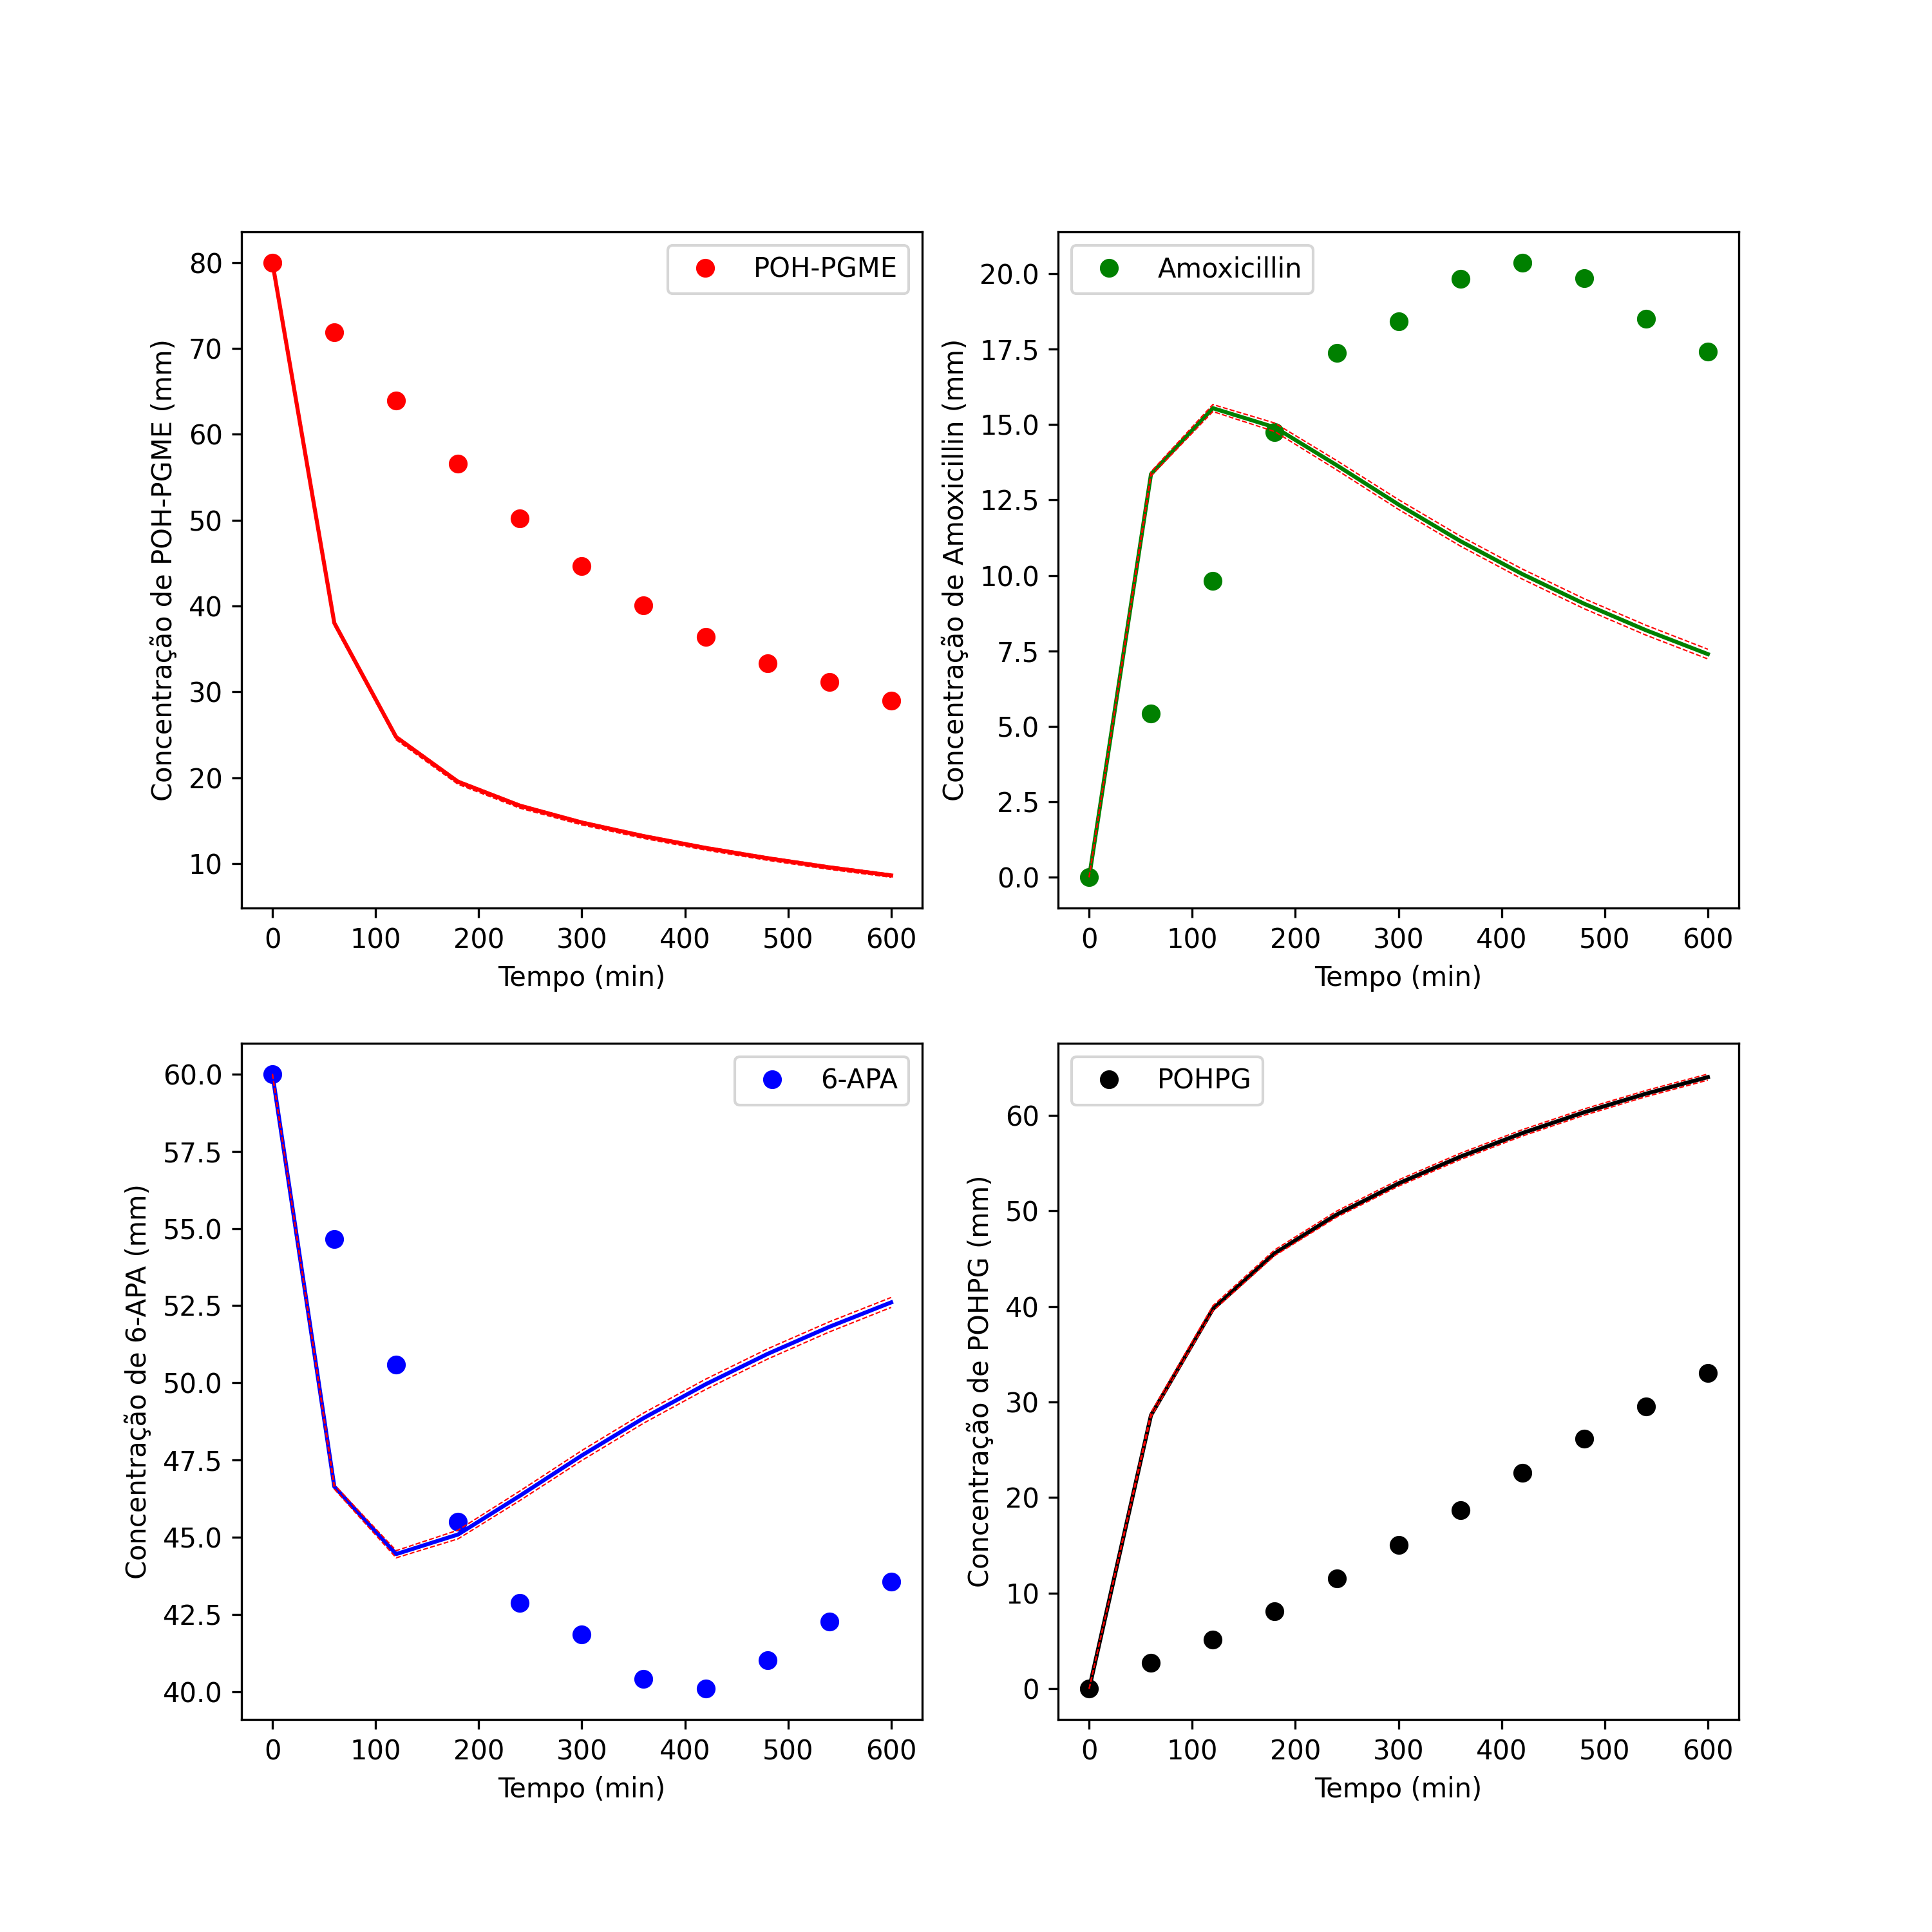 POH-PGME
Concentração de POH-PGME (mm)
80
70
60
50
40
30
20
10
0 100 200 300 400 500 600
Tempo (min)
Amoxicillin
Concentração de Amoxicillin (mm)
20.0
17.5
15.0
12.5
10.0
7.5
5.0
2.5
0.0
0 100 200 300 400 500 600
Tempo (min)
6-APA
Concentração de 6-APA (mm)
60.0
57.5
55.0
52.5
50.0
47.5
45.0
42.5
40.0
0 100 200 300 400 500 600
Tempo (min)
POHPG
Concentração de POHPG (mm)
60
50
40
30
20
10
0
0 100 200 300 400 500 600
Tempo (min)